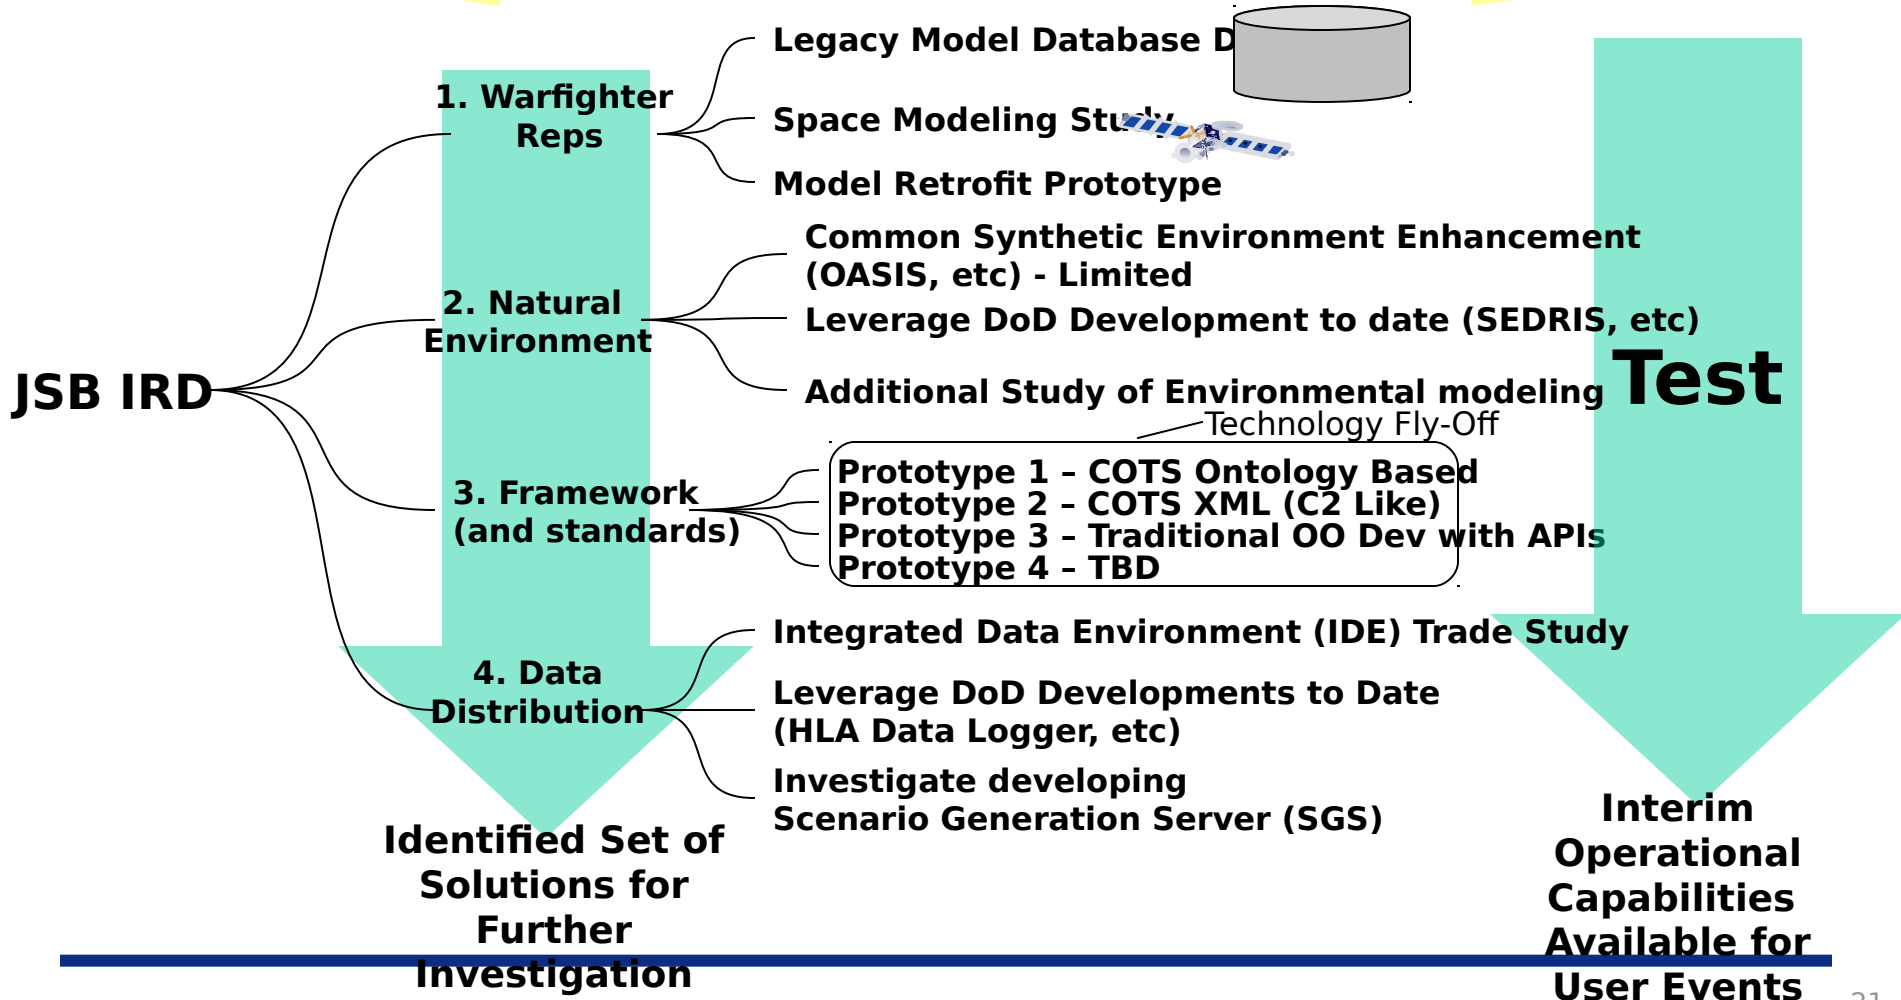 Legacy Model Database D
1. Warfighter
Reps
Space Modeling Study
Model Retrofit Prototype
Common Synthetic Environment Enhancement
(OASIS, etc) - Limited
2. Natural
Environment
Leverage DoD Development to date (SEDRIS, etc)
JSB IRD
Additional Study of Environmental modeling
Test
Technology Fly-Off
3. Framework
(and standards)
Prototype 1 – COTS Ontology Based
Prototype 2 – COTS XML (C2 Like)
Prototype 3 – Traditional OO Dev with APIs
Prototype 4 – TBD
Integrated Data Environment (IDE) Trade Study
4. Data
Distribution
Leverage DoD Developments to Date
(HLA Data Logger, etc)
Investigate developing
Scenario Generation Server (SGS)
Identified Set of
Solutions for
Further
Investigation
Interim
Operational
Capabilities
Available for
User Events
21